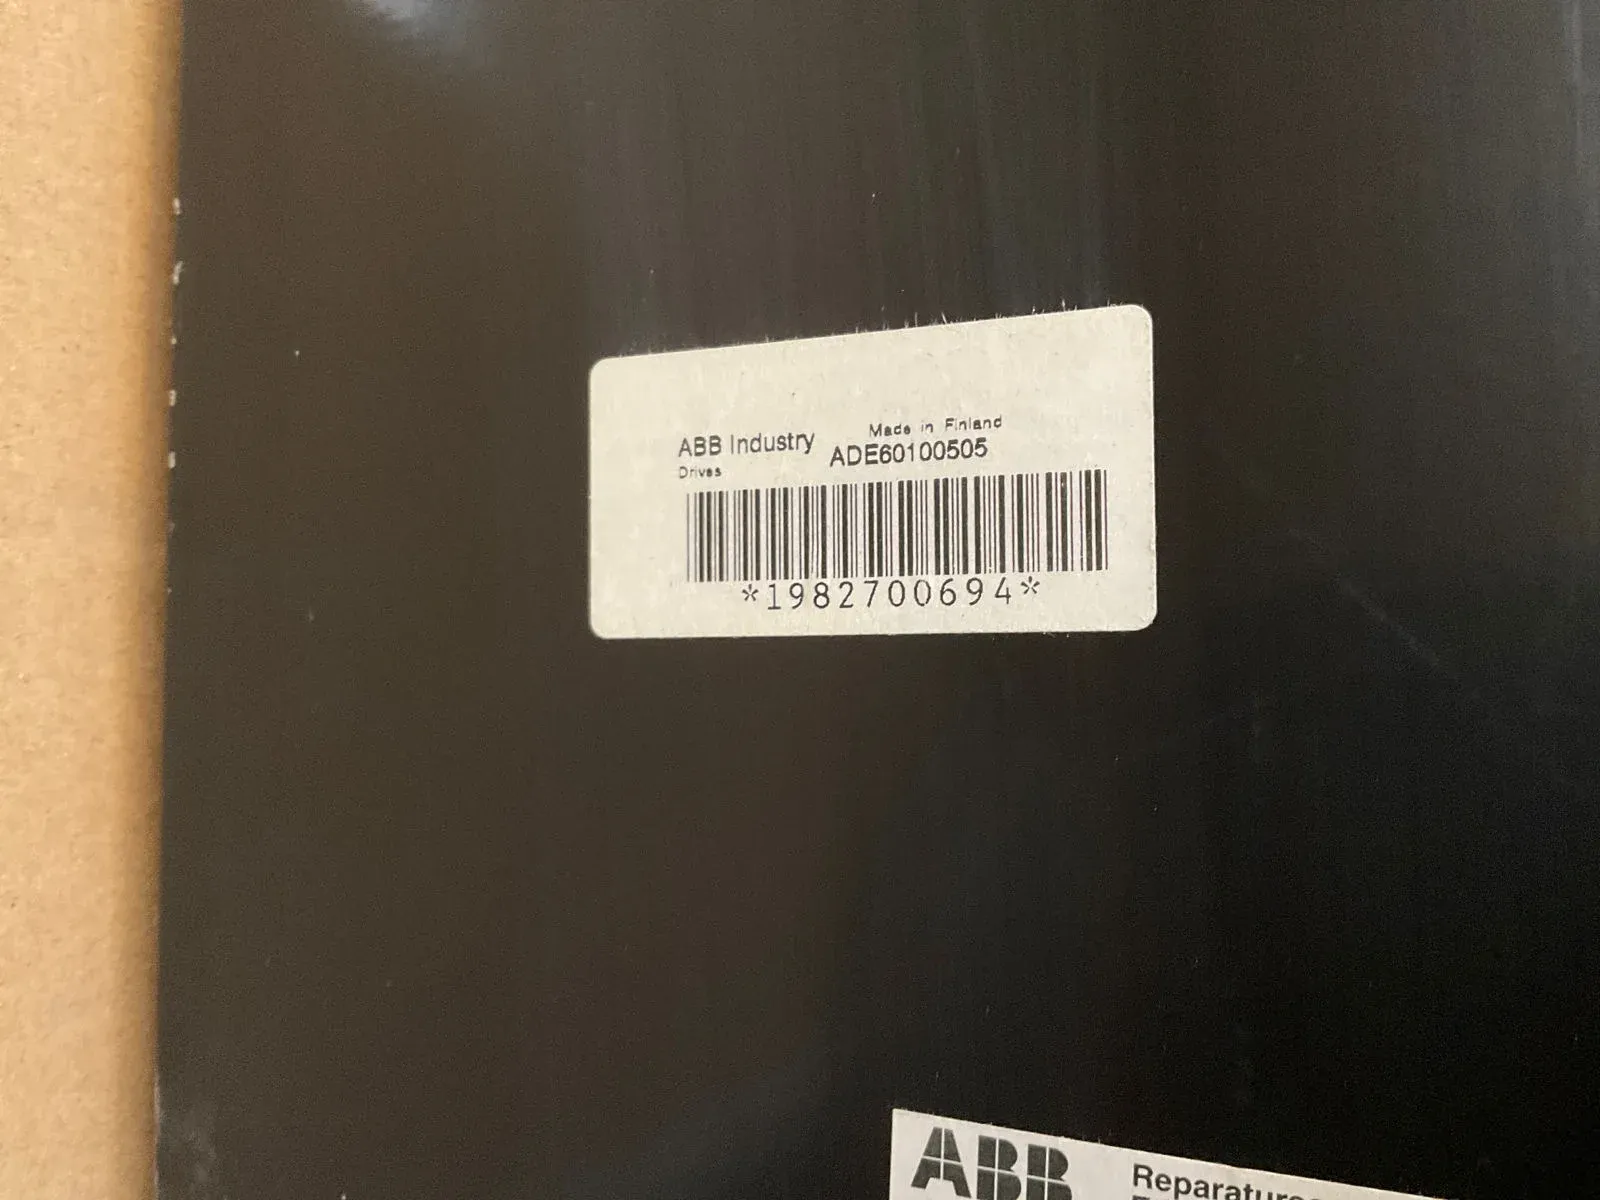 Made in Finland
ABB Industry ADE60100505
Drives
*1982700694*
ABB